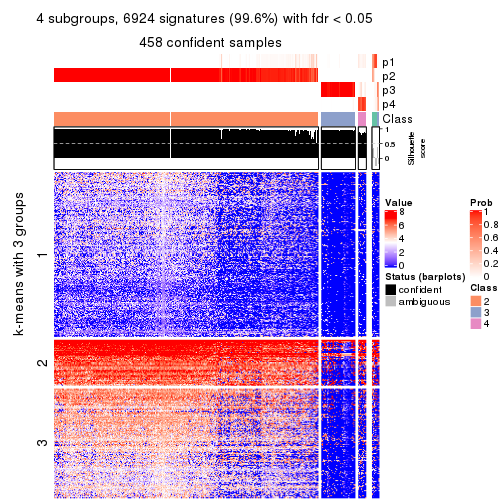 4 subgroups, 6924 signatures (99.6%) with fdr < 0.05
458 confident samples
p1
p2
p3
p4
Class
1
0.5
0
Silhouette
score
k-means with 3 groups
1
2
3
Value
8
6
4
2
0
Status (barplots)
confident
ambiguous
Prob
1
0.8
0.6
0.4
0.2
0
Class
2
3
4